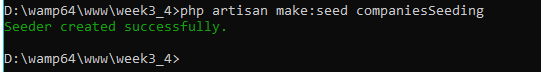 D:\wamp64\www\week3_4>php artisan make:seed companiesSeeding
Seeder created successfully.
D:\wamp64\www\week3_4>